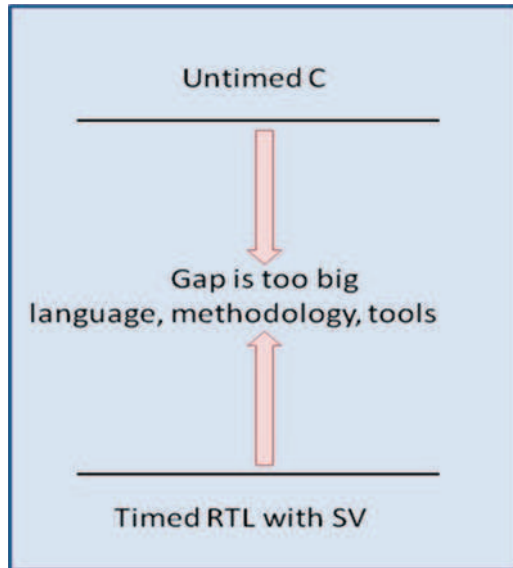 Untimed C
Gap is too big
language, methodology, tools
Timed RTL with SV